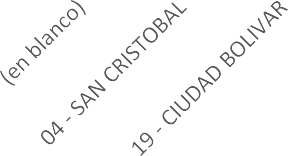 (en blanco)
04 - SAN CRISTOBAL
19 - CIUDAD BOLIVAR